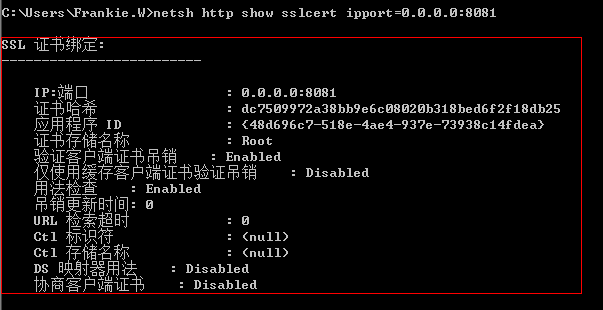 C:\Users\Frankie.W>netsh http show sslcert ipport=0.0.0.0:8081
SSL 证书绑定:
-------------------------
IP:端口 : 0.0.0.0:8081
证书哈希 : dc7509972a38bb9e6c08020b318bed6f2f18db25
应用程序 ID : {48d696c7-518e-4ae4-937e-73938c14fdea}
证书存储名称 : Root
验证客户端证书吊销 : Enabled
仅使用缓存客户端证书验证吊销 : Disabled
用法检查 : Enabled
吊销更新时间: 0
URL 检索超时 : 0
Ctl 标识符 : (null)
Ctl 存储名称 : (null)
DS 映射器用法 : Disabled
协商客户端证书 : Disabled